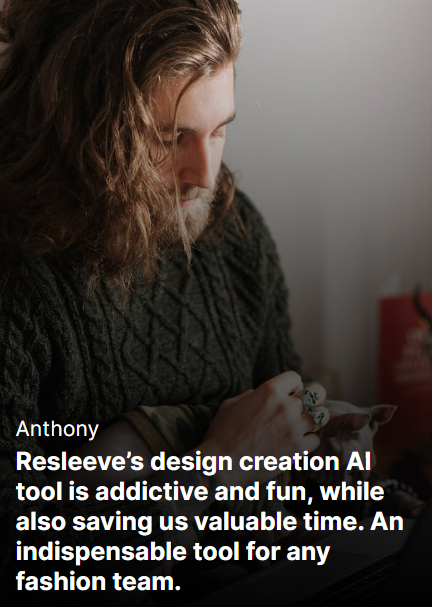 Anthony
Resleeve’s design creation AI
tool is addictive and fun, while
also saving us valuable time. An
indispensable tool for any
fashion team.